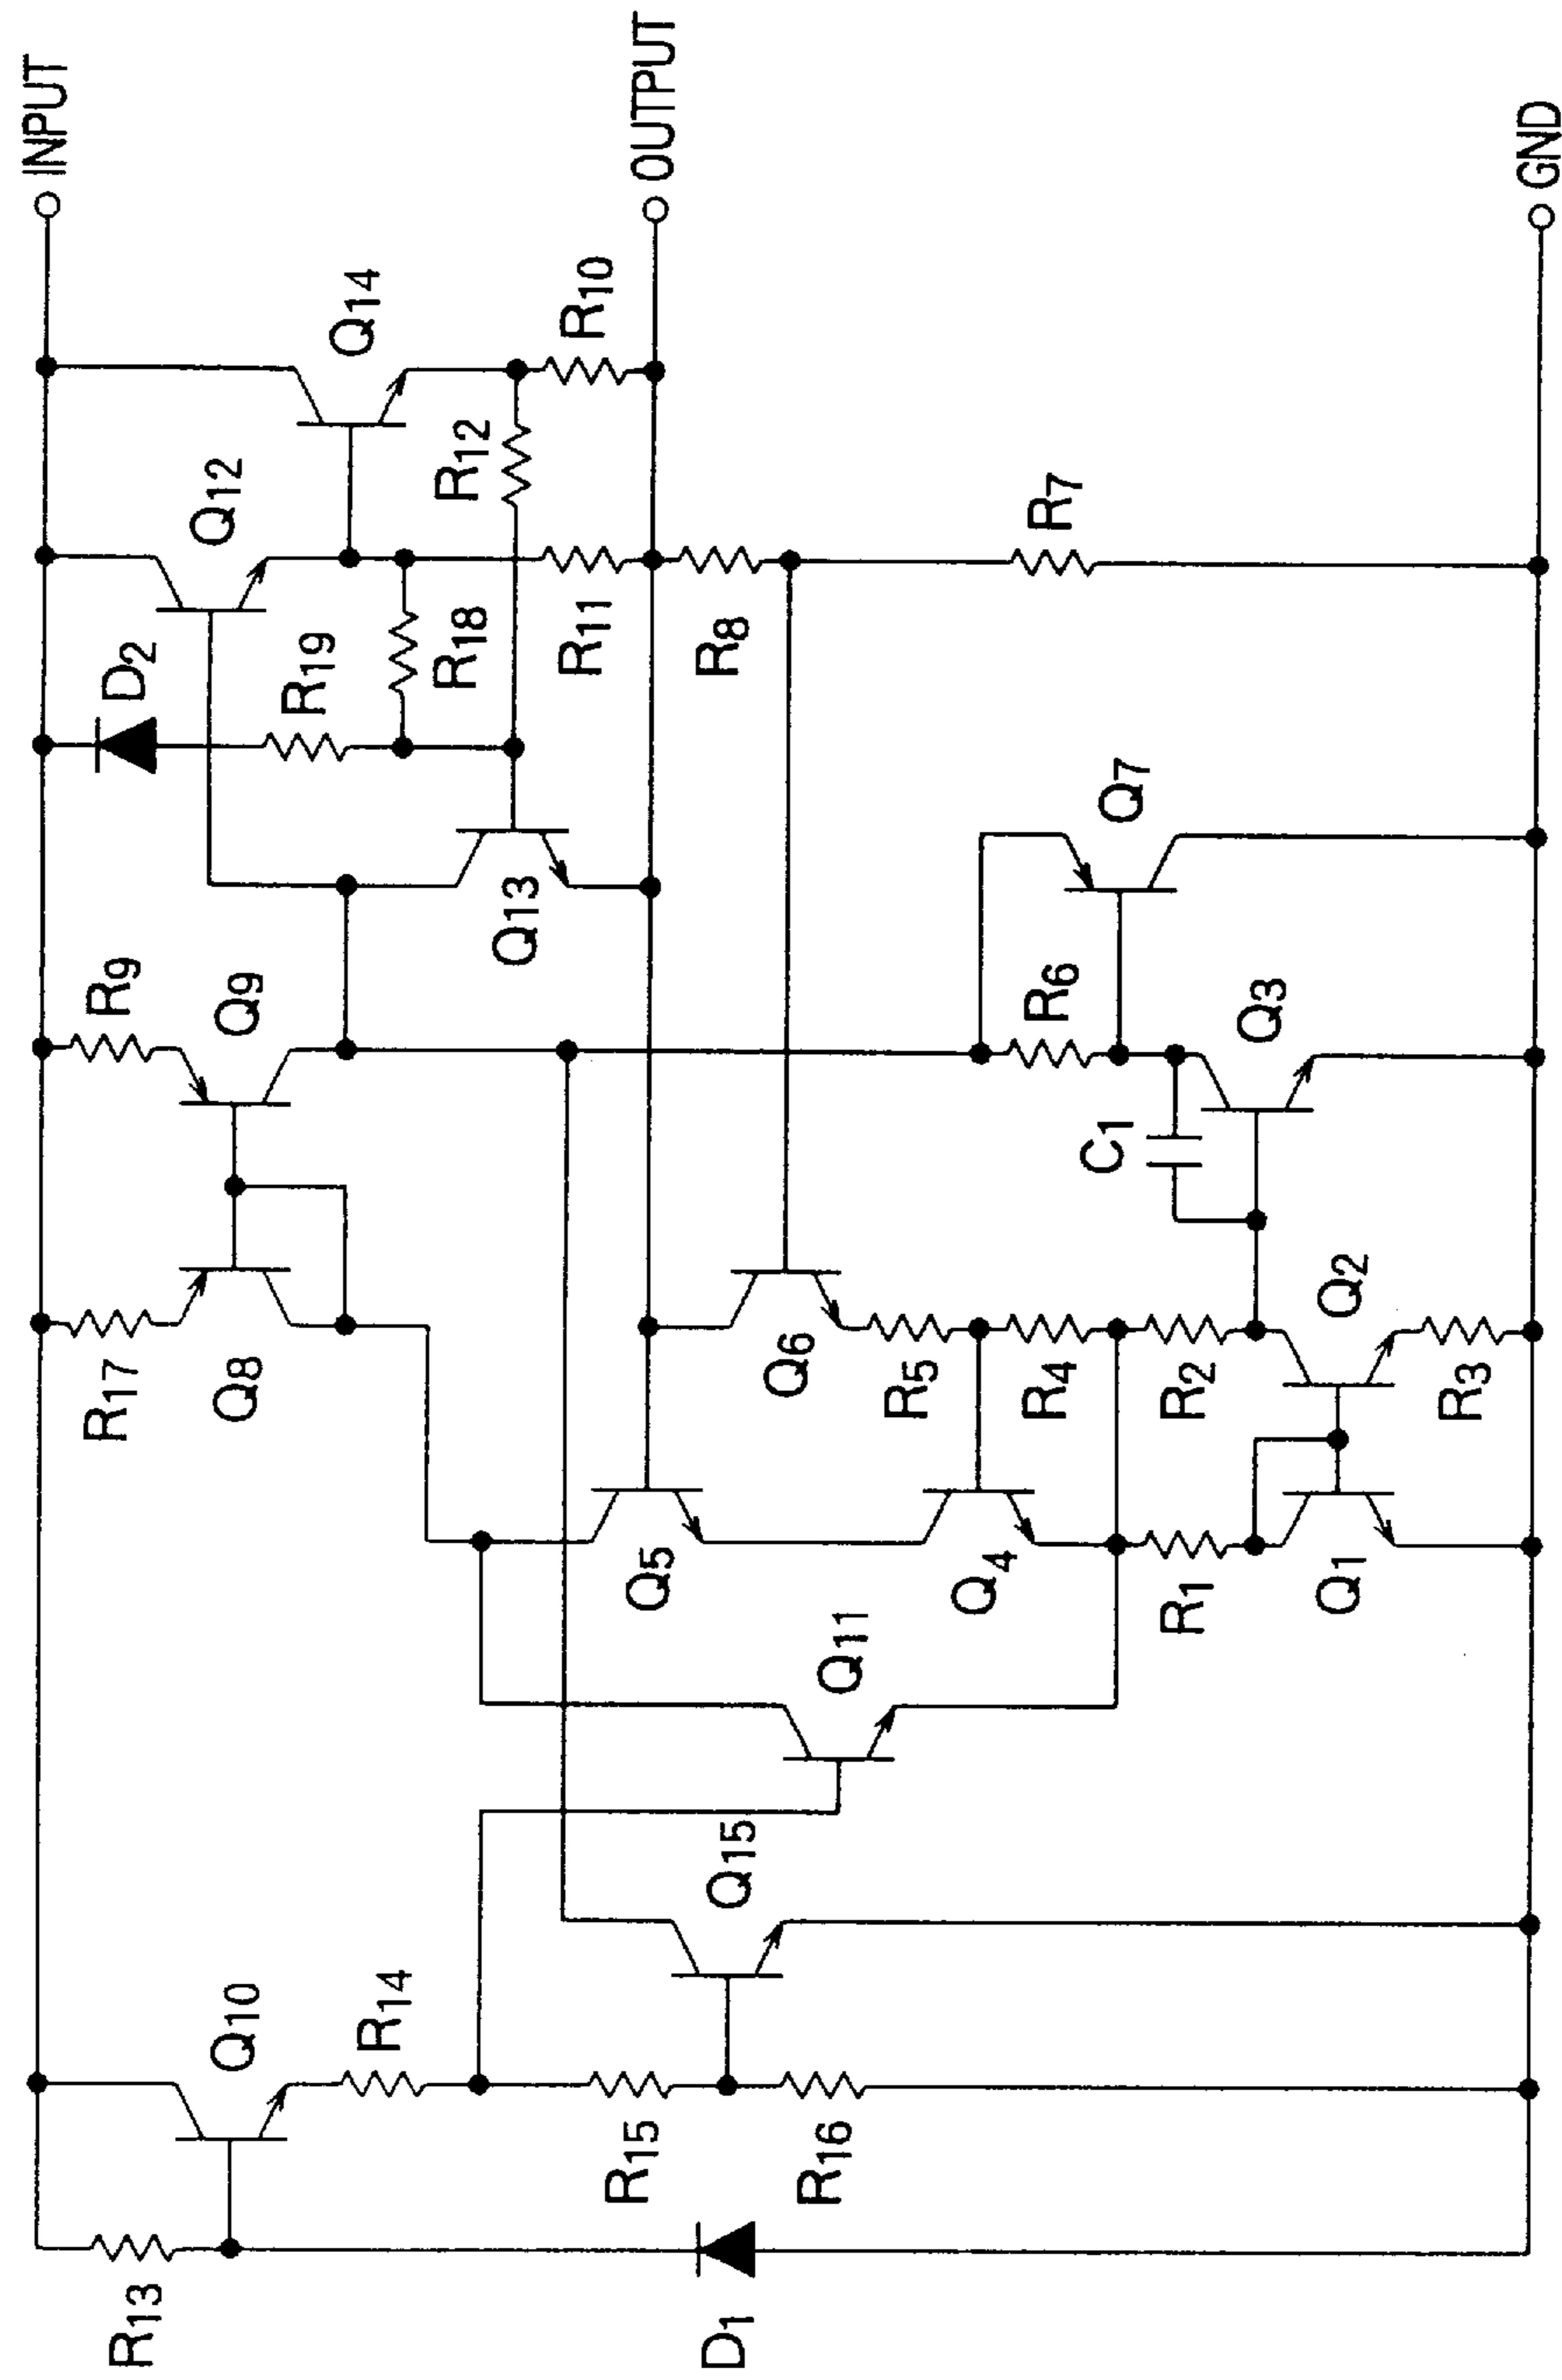 INPUT
OUTPUT
GND
Q14
R10
Q12
R12
R7
D2
R19
R18
R11
R8
Q7
Q13
R9
Q9
R6
Q3
C1
R17
Q8
Q6
R5
R4
R2
Q2
R3
Q5
Q4
R1
Q1
Q11
Q15
Q10
R14
R15
R16
R13
D1